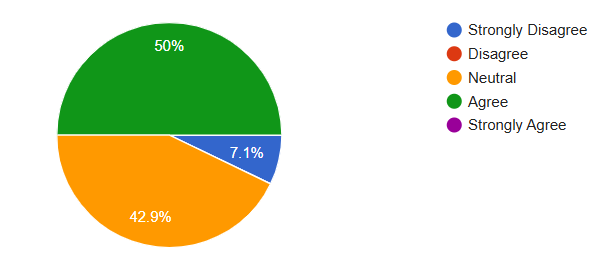 50%
7.1%
42.9%
Strongly Disagree
Disagree
Neutral
Agree
Strongly Agree